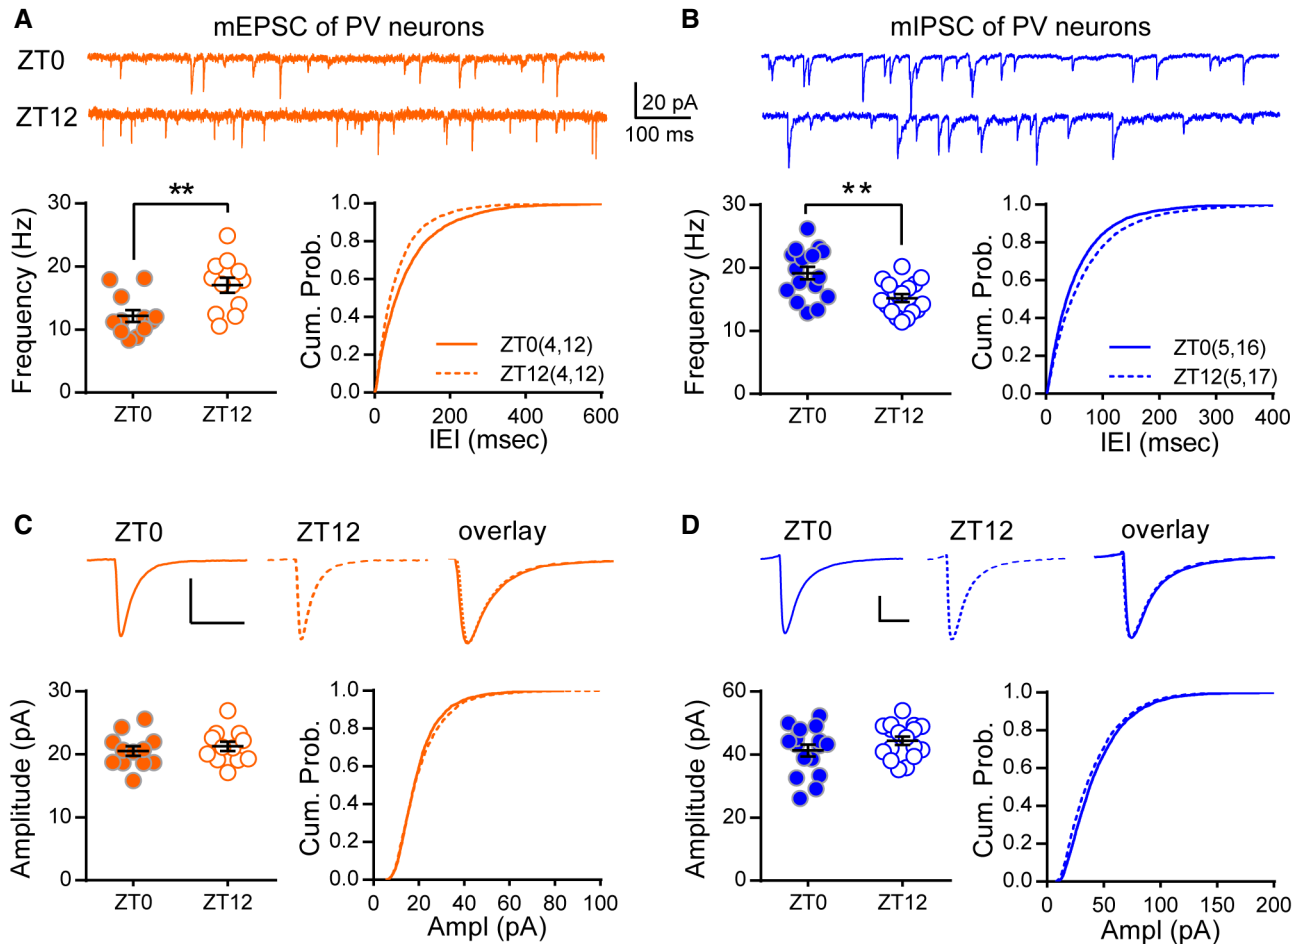 A
mEPSC of PV neurons
ZT0
ZT12
20 pA
100 ms
**
Frequency (Hz)
30
20
10
0
ZT0
ZT12
Cum. Prob.
1.0
0.8
0.6
0.4
0.2
0.0
ZT0(4,12)
ZT12(4,12)
0
200
400
600
IEI (msec)
B
mIPSC of PV neurons
**
Frequency (Hz)
30
20
10
0
ZT0
ZT12
Cum. Prob.
1.0
0.8
0.6
0.4
0.2
0.0
ZT0(5,16)
ZT12(5,17)
0
100
200
300
400
IEI (msec)
C
ZT0
ZT12
overlay
Amplitude (pA)
30
20
10
0
ZT0
ZT12
Cum. Prob.
1.0
0.8
0.6
0.4
0.2
0.0
0
20
40
60
80
100
Ampl (pA)
D
ZT0
ZT12
overlay
Amplitude (pA)
60
40
20
0
ZT0
ZT12
Cum. Prob.
1.0
0.8
0.6
0.4
0.2
0.0
0
50
100
150
200
Ampl (pA)